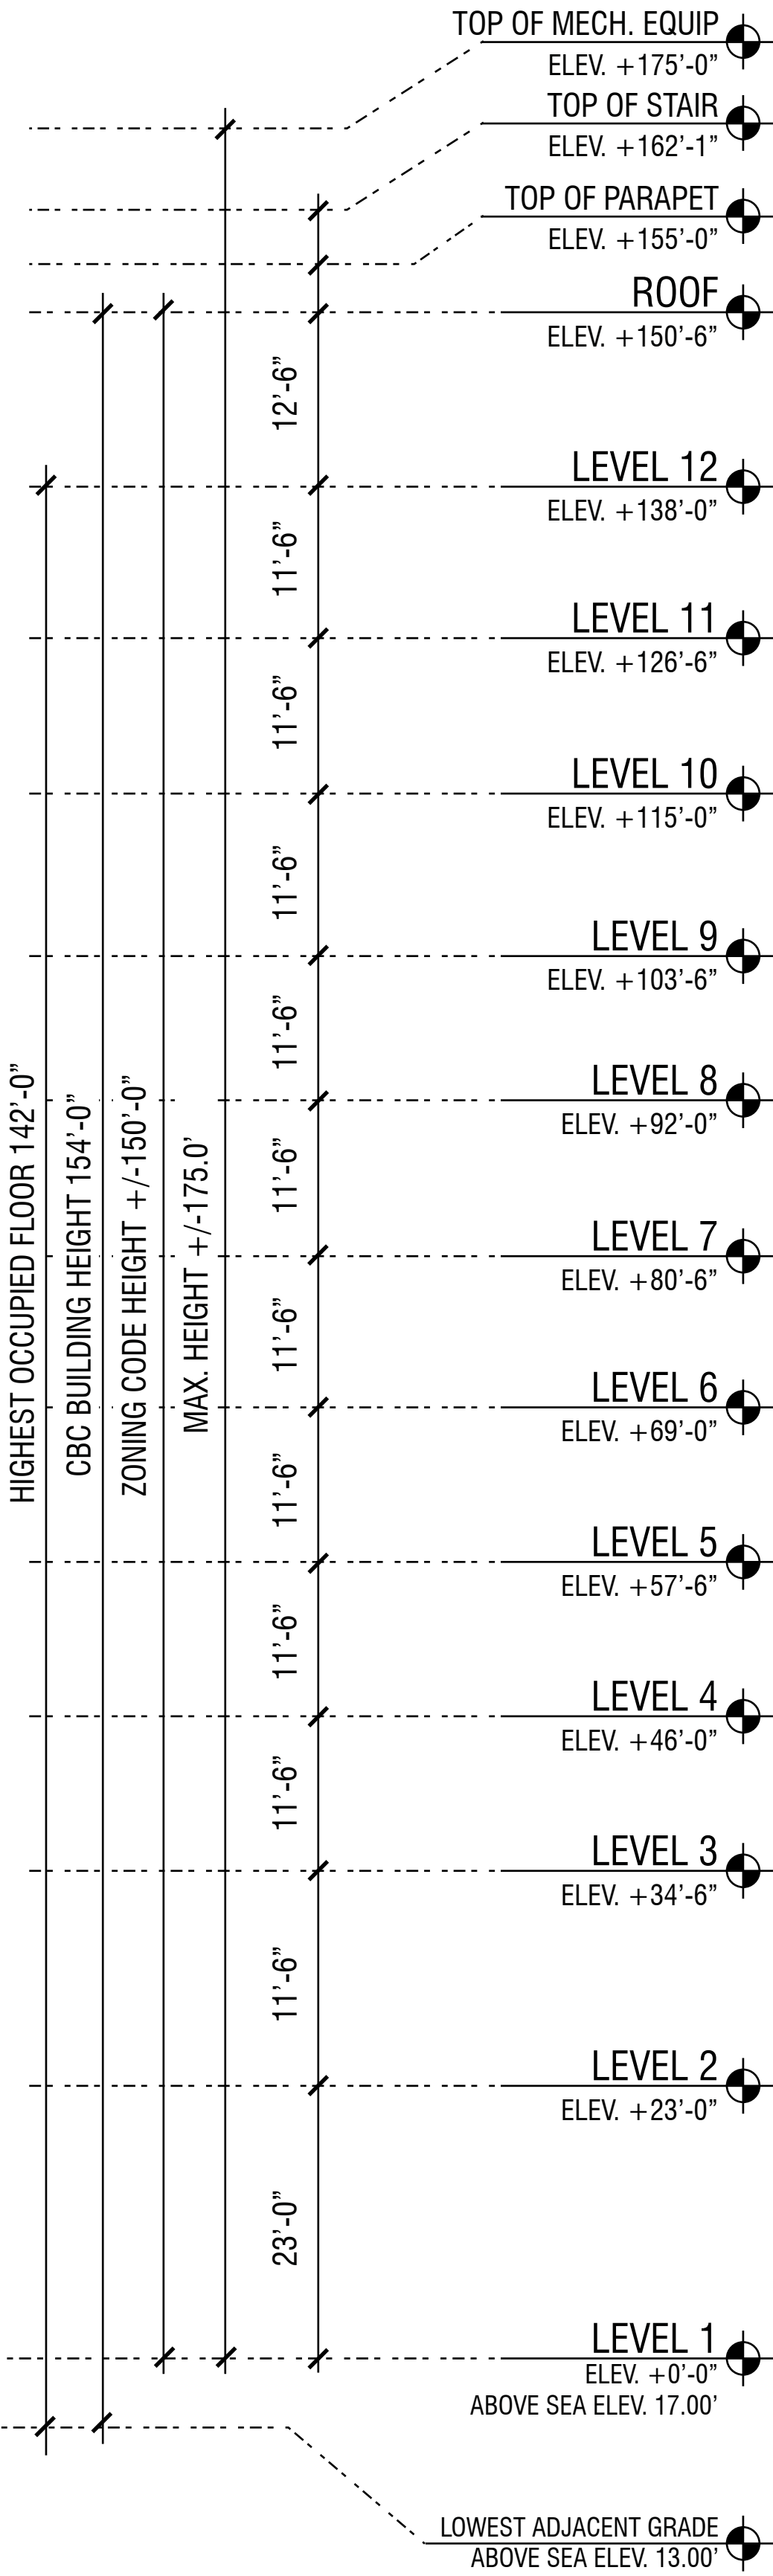 TOP OF MECH. EQUIP
ELEV. +175'-0”
TOP OF STAIR
ELEV. +162'-1”
TOP OF PARAPET
ELEV. +155'-0”
ROOF
ELEV. +150'-6”
12'-6”
LEVEL 12
ELEV. +138'-0”
11'-6”
LEVEL 11
ELEV. +126'-6”
11'-6”
LEVEL 10
ELEV. +115'-0”
11'-6”
LEVEL 9
ELEV. +103'-6”
11'-6”
LEVEL 8
ELEV. +92'-0”
11'-6”
LEVEL 7
ELEV. +80'-6”
11'-6”
LEVEL 6
ELEV. +69'-0”
11'-6”
LEVEL 5
ELEV. +57'-6”
11'-6”
LEVEL 4
ELEV. +46'-0”
11'-6”
LEVEL 3
ELEV. +34'-6”
11'-6”
LEVEL 2
ELEV. +23'-0”
23'-0”
LEVEL 1
ELEV. +0'-0”
ABOVE SEA ELEV. 17.00'
LOWEST ADJACENT GRADE
ABOVE SEA ELEV. 13.00'
HIGHEST OCCUPIED FLOOR 142'-0”
CBC BUILDING HEIGHT 154'-0”
ZONING CODE HEIGHT +/-150'-0”
MAX. HEIGHT +/-175.0'